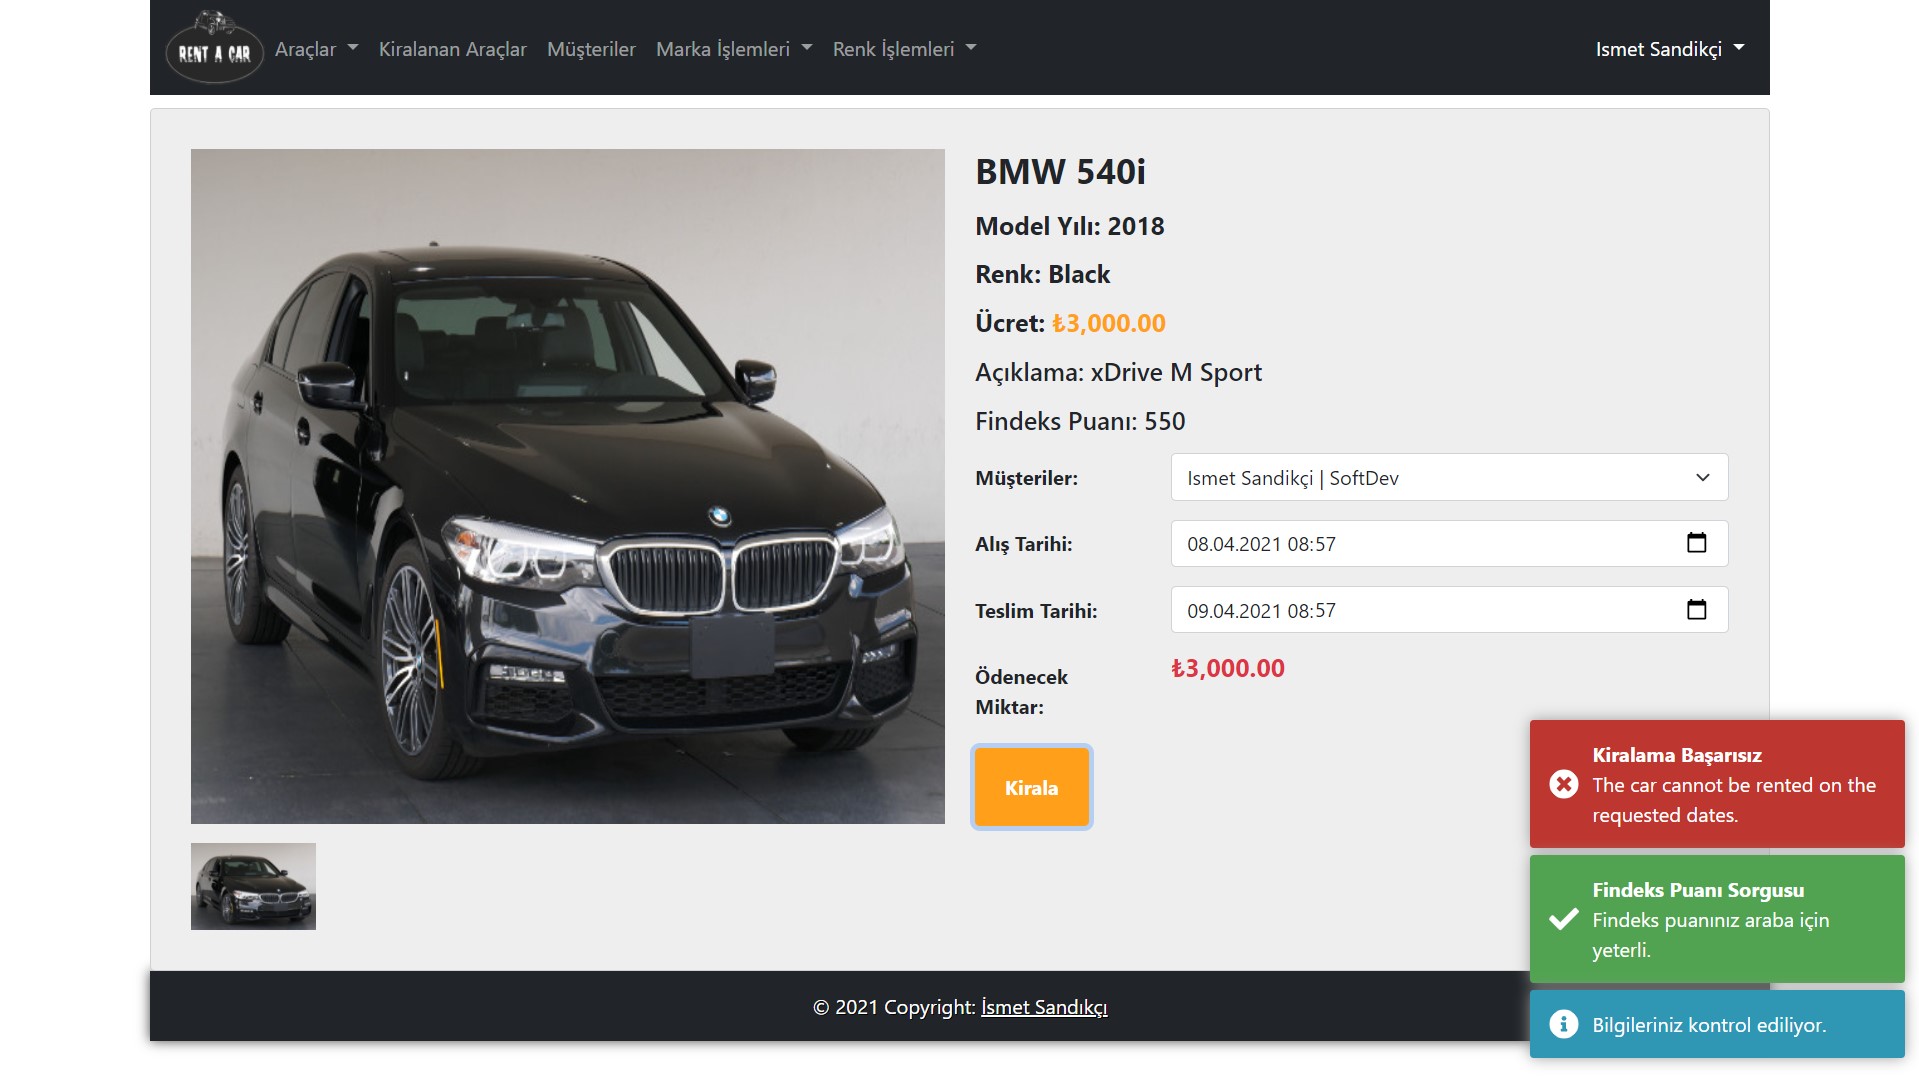 RENT A CAR
Araçlar
Kiralanan Araçlar
Müşteriler
Marka İşlemleri
Renk İşlemleri
Ismet Sandikçi
BMW 540i
Model Yılı: 2018
Renk: Black
Ücret: ₺3,000.00
Açıklama: xDrive M Sport
Findeks Puanı: 550
Müşteriler:
Ismet Sandikçi | SoftDev
Alış Tarihi:
08.04.2021 08:57
Teslim Tarihi:
09.04.2021 08:57
Ödenecek
Miktar:
₺3,000.00
Kirala
Kiralama Başarısız
The car cannot be rented on the
requested dates.
Findeks Puanı Sorgusu
Findeks puanınız araba için
yeterli.
Bilgileriniz kontrol ediliyor.
© 2021 Copyright: İsmet Sandıkçı